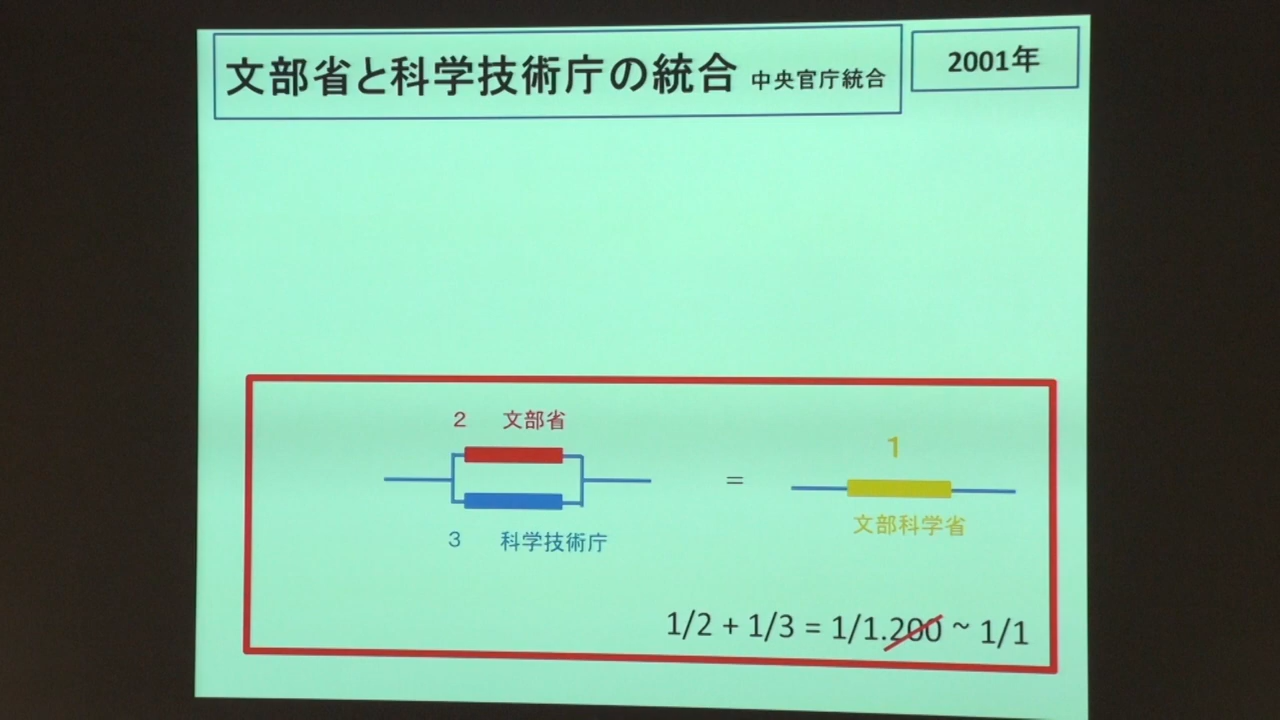 文部省と科学技術庁の統合 中央官庁統合
2001年
2 文部省
3 科学技術庁
=
1
文部科学省
1/2 + 1/3 = 1/1.200 ~ 1/1